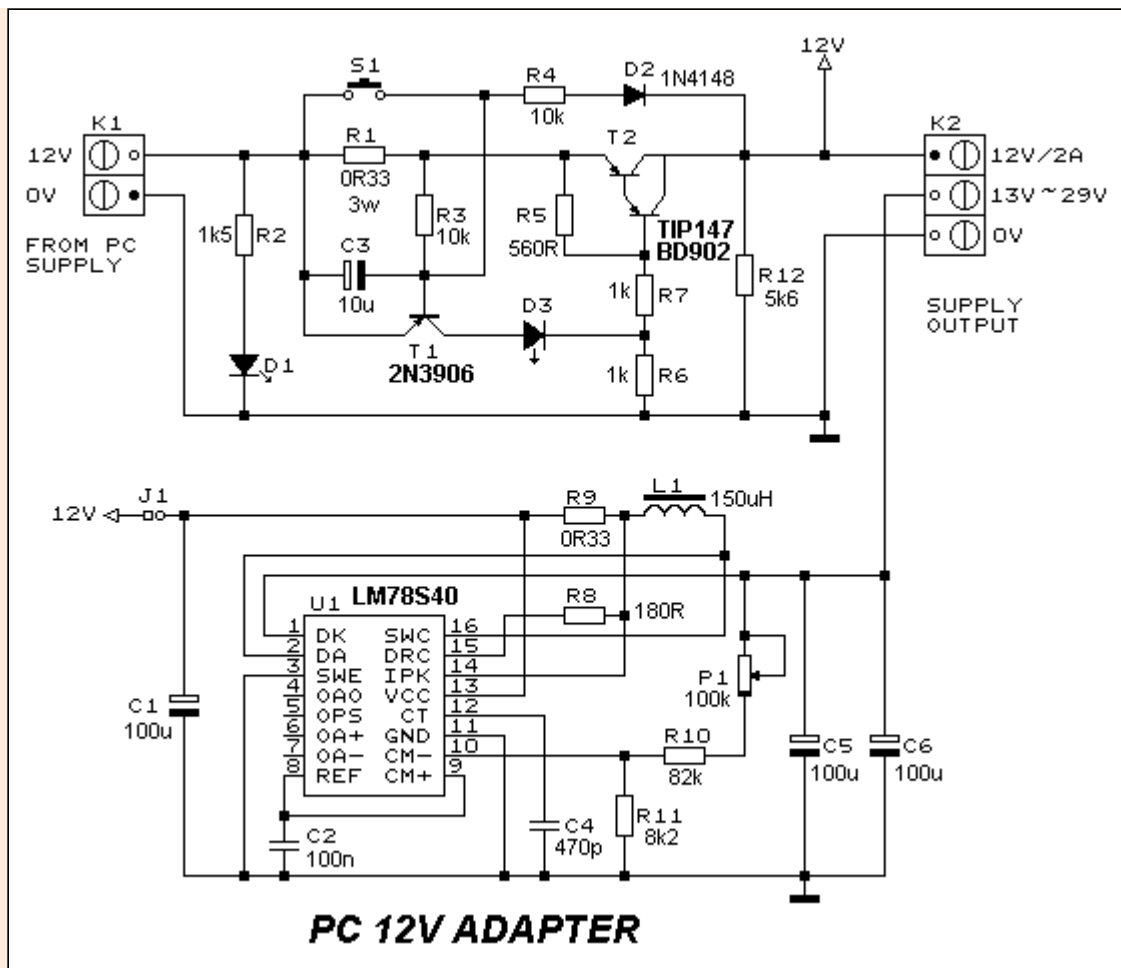 12V
S1
R4
10k
D2
1N4148
K1
12V
0V
FROM PC
SUPPLY
R1
0R33
3w
T2
K2
12V/2A
13V~29V
0V
SUPPLY
OUTPUT
1k5
R2
R3
10k
R5
560R
TIP147
BD902
C3
10u
R12
5k6
1k
R7
D3
T1
2N3906
1k
R6
D1
12V
J1
R9
0R33
L1
150uH
LM78S40
U1
R8
180R
1 DK SWC 16
2 DA DRC 15
3 SWE IPK 14
4 OAO VCC 13
5 OPS CT 12
6 OA+ GND 11
7 OA- CM- 10
8 REF CM+ 9
P1
100k
C1
100u
R10
82k
C5
100u
C6
100u
R11
8k2
C2
100n
C4
470p
PC 12V ADAPTER